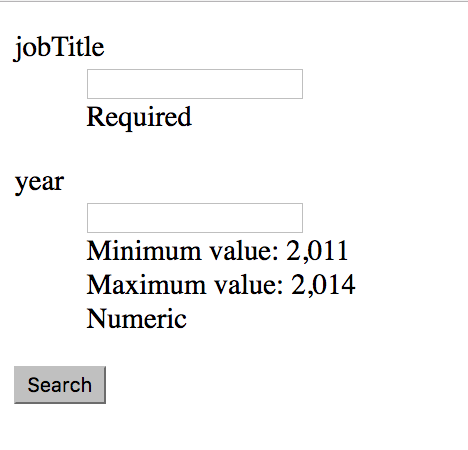 jobTitle
Required
year
Minimum value: 2,011
Maximum value: 2,014
Numeric
Search